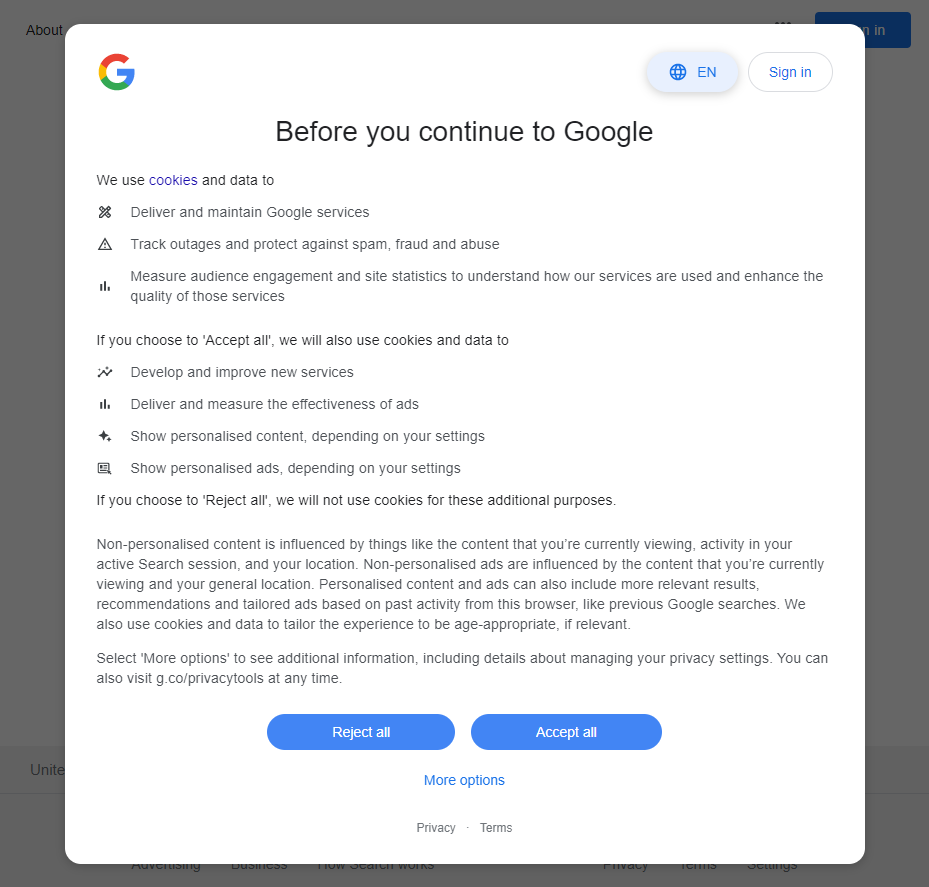 About
in
EN
Sign in
Before you continue to Google
We use cookies and data to
Deliver and maintain Google services
Track outages and protect against spam, fraud and abuse
Measure audience engagement and site statistics to understand how our services are used and enhance the
quality of those services
If you choose to 'Accept all', we will also use cookies and data to
Develop and improve new services
Deliver and measure the effectiveness of ads
Show personalised content, depending on your settings
Show personalised ads, depending on your settings
If you choose to 'Reject all', we will not use cookies for these additional purposes.
Non-personalised content is influenced by things like the content that you’re currently viewing, activity in your
active Search session, and your location. Non-personalised ads are influenced by the content that you’re currently
viewing and your general location. Personalised content and ads can also include more relevant results,
recommendations and tailored ads based on past activity from this browser, like previous Google searches. We
also use cookies and data to tailor the experience to be age-appropriate, if relevant.
Select 'More options' to see additional information, including details about managing your privacy settings. You can
also visit g.co/privacytools at any time.
Reject all Accept all
More options
Unite
Privacy · Terms
Advertising Business How Search works Privacy Terms Settings